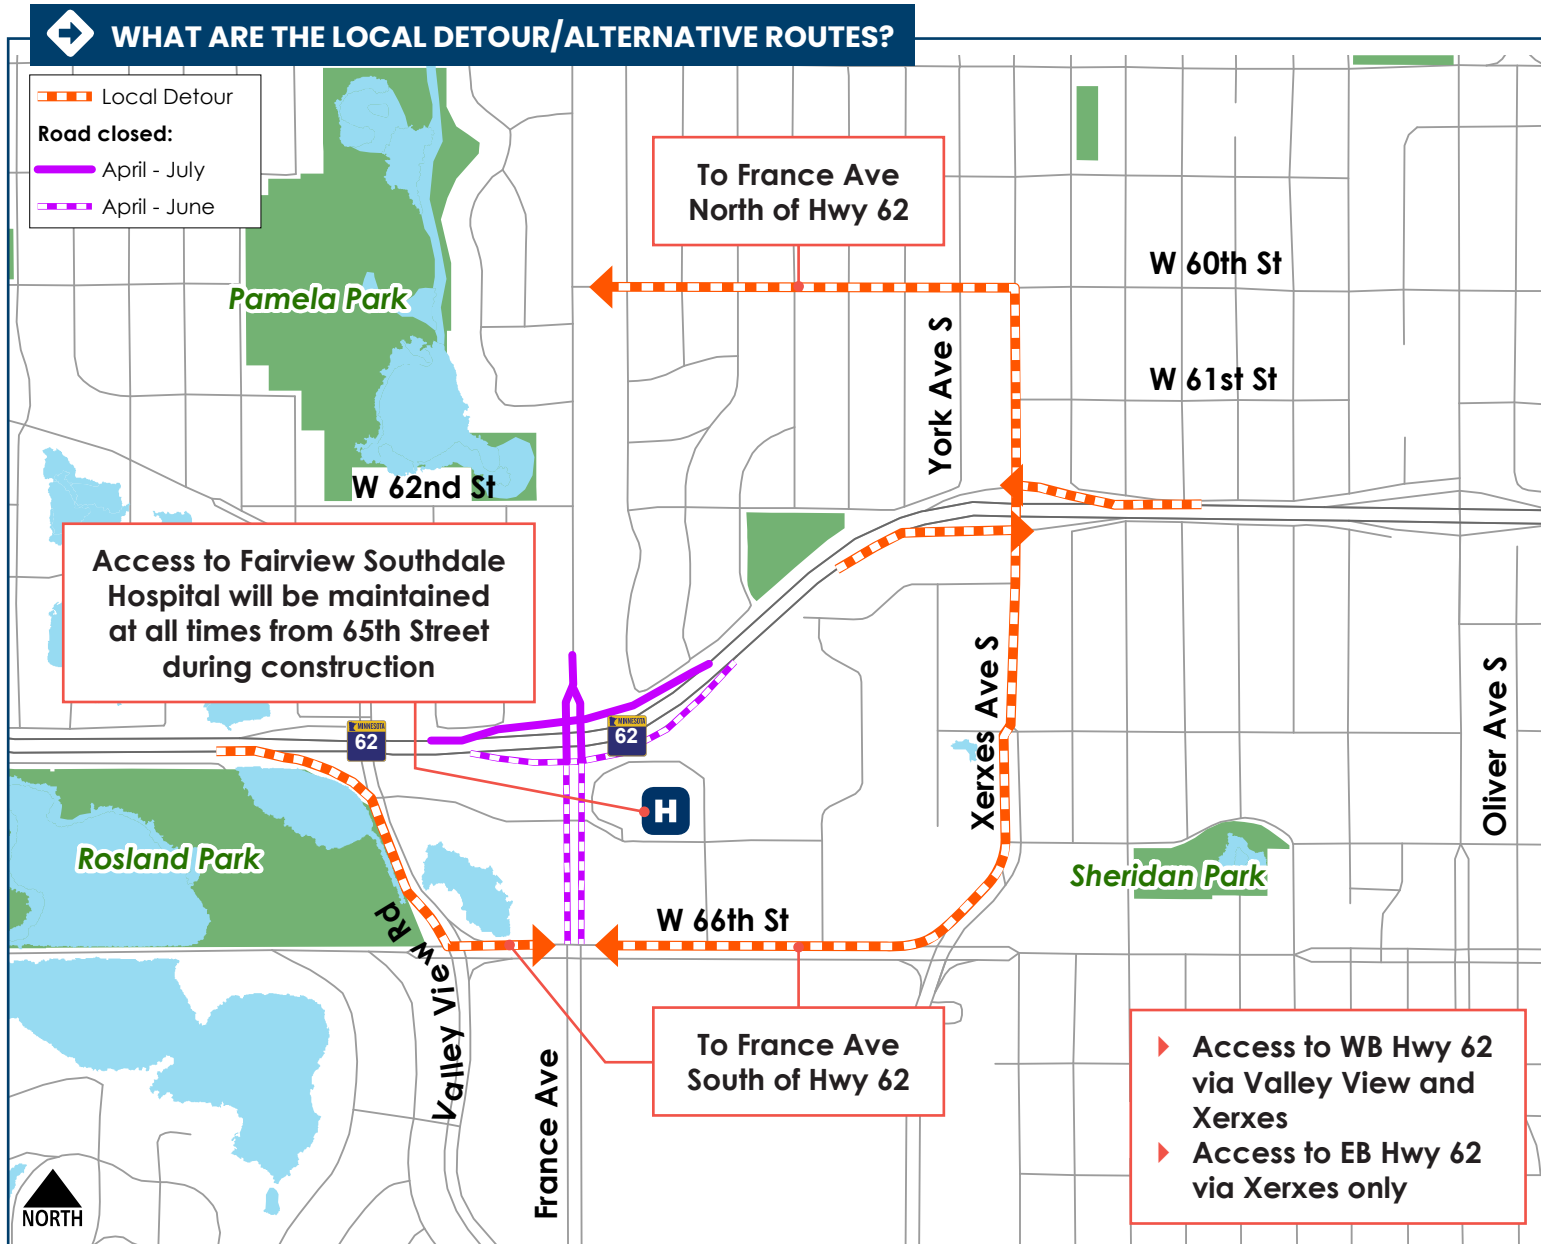 WHAT ARE THE LOCAL DETOUR/ALTERNATIVE ROUTES?
Local Detour
Road closed:
April - July
April - June
To France Ave
North of Hwy 62
W 60th St
Pamela Park
York Ave S
W 61st St
W 62nd St
Access to Fairview Southdale
Hospital will be maintained
at all times from 65th Street
during construction
MINNESOTA
62
MINNESOTA
62
Xerxes Ave S
Oliver Ave S
H
Rosland Park
Sheridan Park
W 66th St
Valley View Rd
France Ave
To France Ave
South of Hwy 62
Access to WB Hwy 62
via Valley View and
Xerxes
Access to EB Hwy 62
via Xerxes only
NORTH